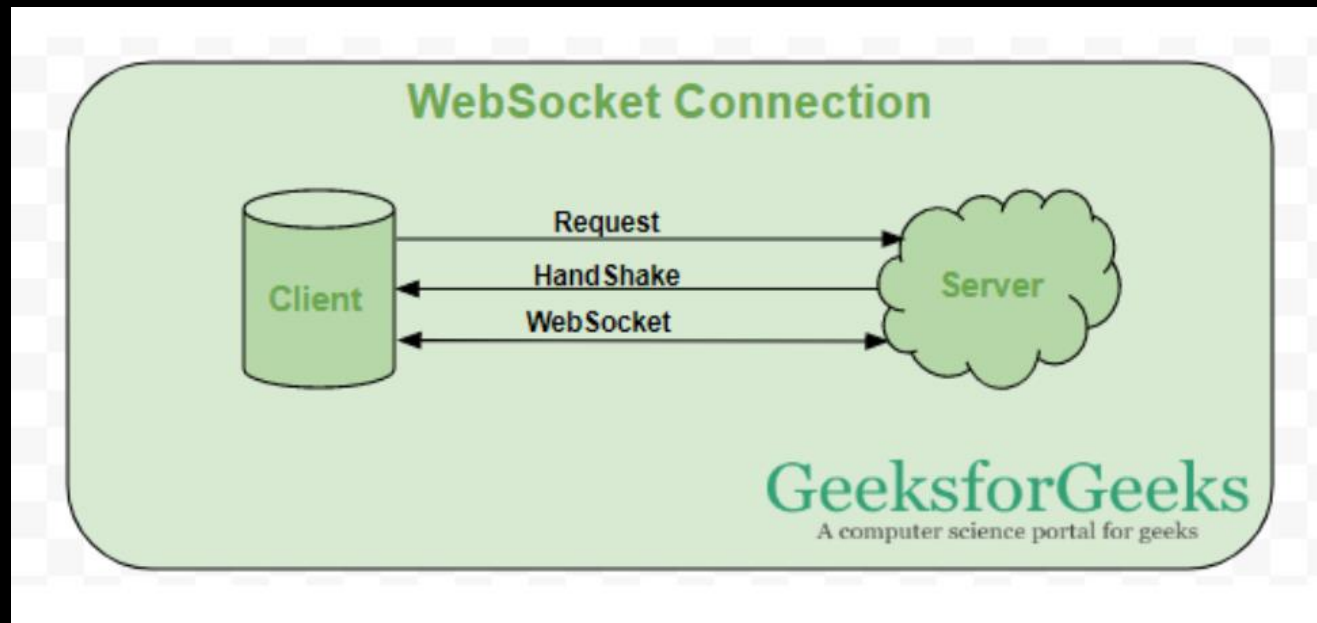 WebSocket Connection
Request
HandShake
WebSocket
Client
Server
GeeksforGeeks
A computer science portal for geeks